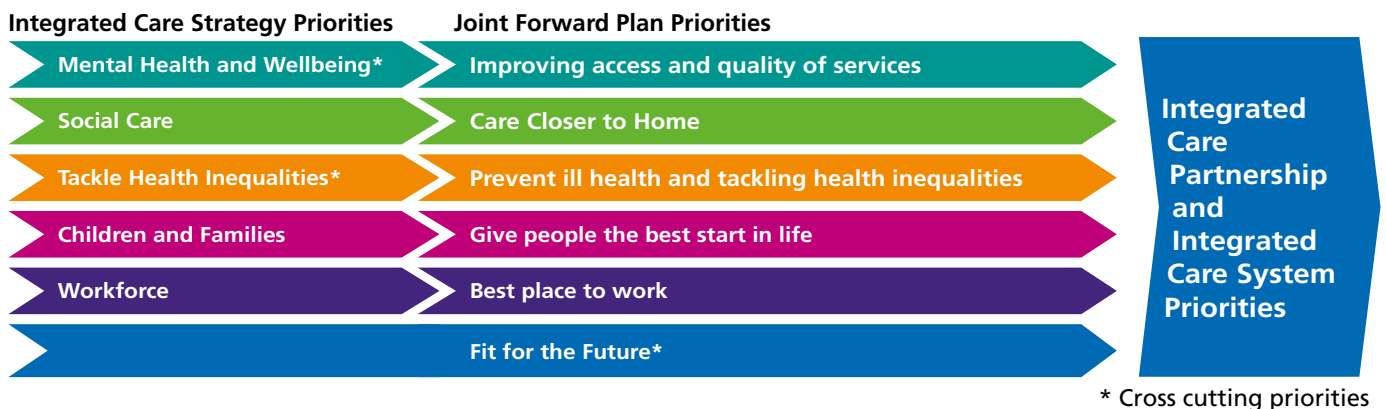 Integrated Care Strategy Priorities
Joint Forward Plan Priorities
Mental Health and Wellbeing*
Improving access and quality of services
Social Care
Care Closer to Home
Tackle Health Inequalities*
Prevent ill health and tackling health inequalities
Children and Families
Give people the best start in life
Workforce
Best place to work
Fit for the Future*
Integrated
Care
Partnership
and
Integrated
Care System
Priorities
* Cross cutting priorities